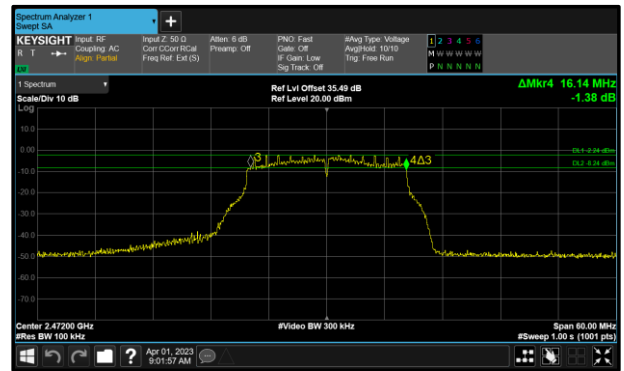 Spectrum Analyzer 1
Swept SA
+
KEYSIGHT Input: RF Input Z: 50 Ω Atten: 6 dB PNO: Fast #Avg Type: Voltage 1 2 3 4 5 6
R T Coupling: AC Corr CCorr RCal Preamp: Off Gate: Off Avg|Hold: 10/10 M W W W W W
Align: Partial Freq Ref: Ext (S) IF Gain: Low Trig: Free Run
LXI Sig Track: Off P N N N N N
1 Spectrum Ref Lvl Offset 35.49 dB ΔMkr4 16.14 MHz
Scale/Div 10 dB Ref Level 20.00 dBm -1.38 dB
Log
10.0
0.00 DL1 -2.24 dBm
3 4Δ3
DL2 -8.24 dBm
-10.0
-20.0
-30.0
-40.0
-50.0
-60.0
-70.0
Center 2.47200 GHz #Video BW 300 kHz Span 60.00 MHz
#Res BW 100 kHz #Sweep 1.00 s (1001 pts)
? Apr 01, 2023
9:01:57 AM